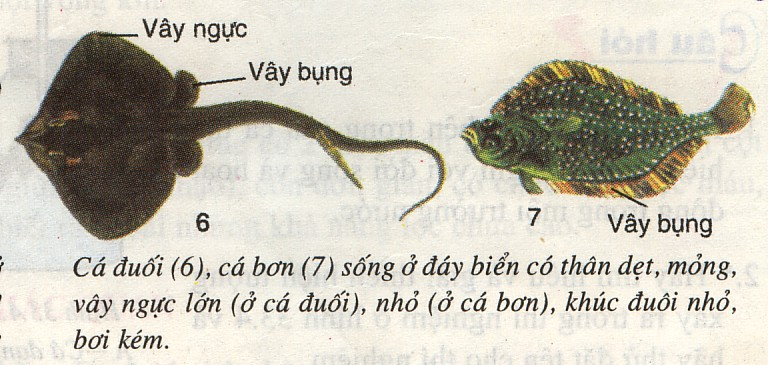 Vây ngực
Vây bụng
6
7
Vây bụng
Cá đuối (6), cá bơn (7) sống ở đáy biển có thân dẹt, mỏng,
vây ngực lớn (ở cá đuối), nhỏ (ở cá bơn), khúc đuôi nhỏ,
bơi kém.